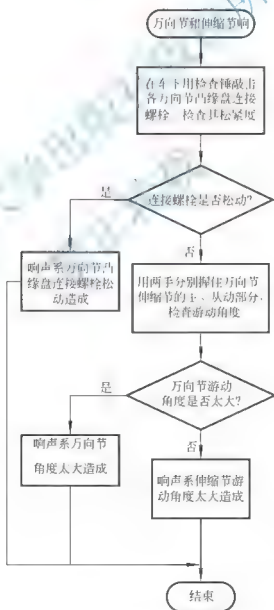 万向节和伸缩节响
在车下用检查锤敲击
各万向节凸缘盘连接
螺栓 检查其松紧度
是
连接螺栓是否松动?
否
响声系万向节凸
缘盘连接螺栓松
动造成
用两手分别握住万向节
伸缩节的主、从动部分,
检查游动角度
是
万向节游动
角度是否太大?
否
响声系万向节
角度太大造成
响声系伸缩节游
动角度太大造成
结束